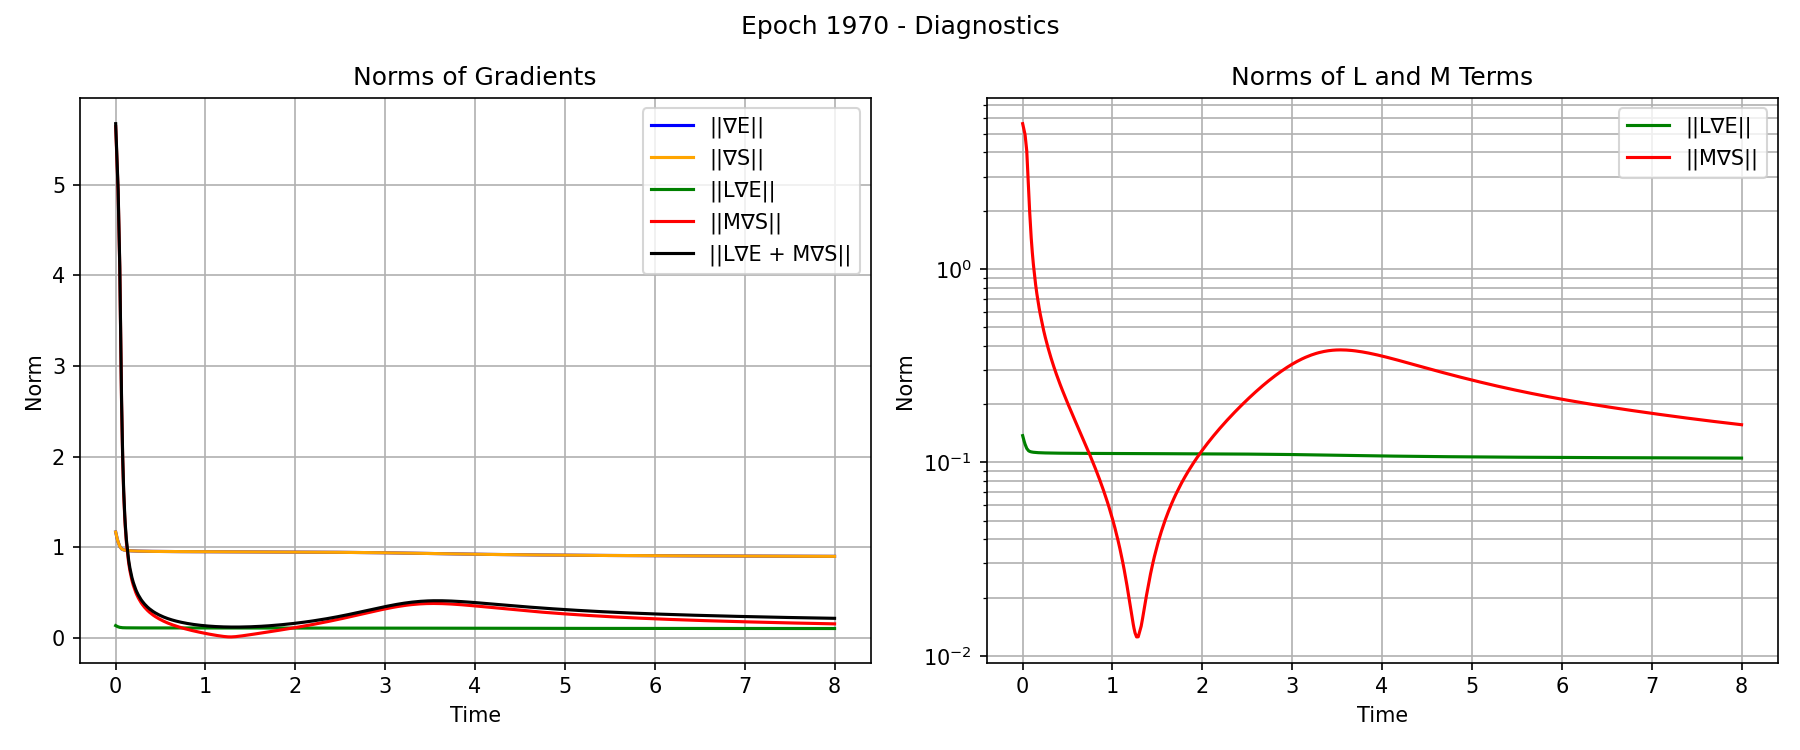 Epoch 1970 - Diagnostics
Norms of Gradients
Norm
5
4
3
2
1
0
||∇E||
||∇S||
||L∇E||
||M∇S||
||L∇E + M∇S||
0 1 2 3 4 5 6 7 8
Time
Norms of L and M Terms
Norm
10⁰
10⁻¹
10⁻²
||L∇E||
||M∇S||
0 1 2 3 4 5 6 7 8
Time